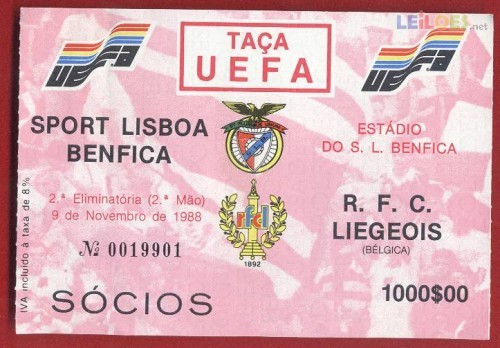 LEiLOES.net
uefa
TAÇA
UEFA
uefa
SPORT LISBOA
BENFICA
ESTÁDIO
DO S. L. BENFICA
2.ª Eliminatória (2.ª Mão)
9 de Novembro de 1988
R. F. C.
LIEGEOIS
(BÉLGICA)
rfcl
1892
Nº 0019901
IVA incluído à taxa de 8%
SÓCIOS
1000$00